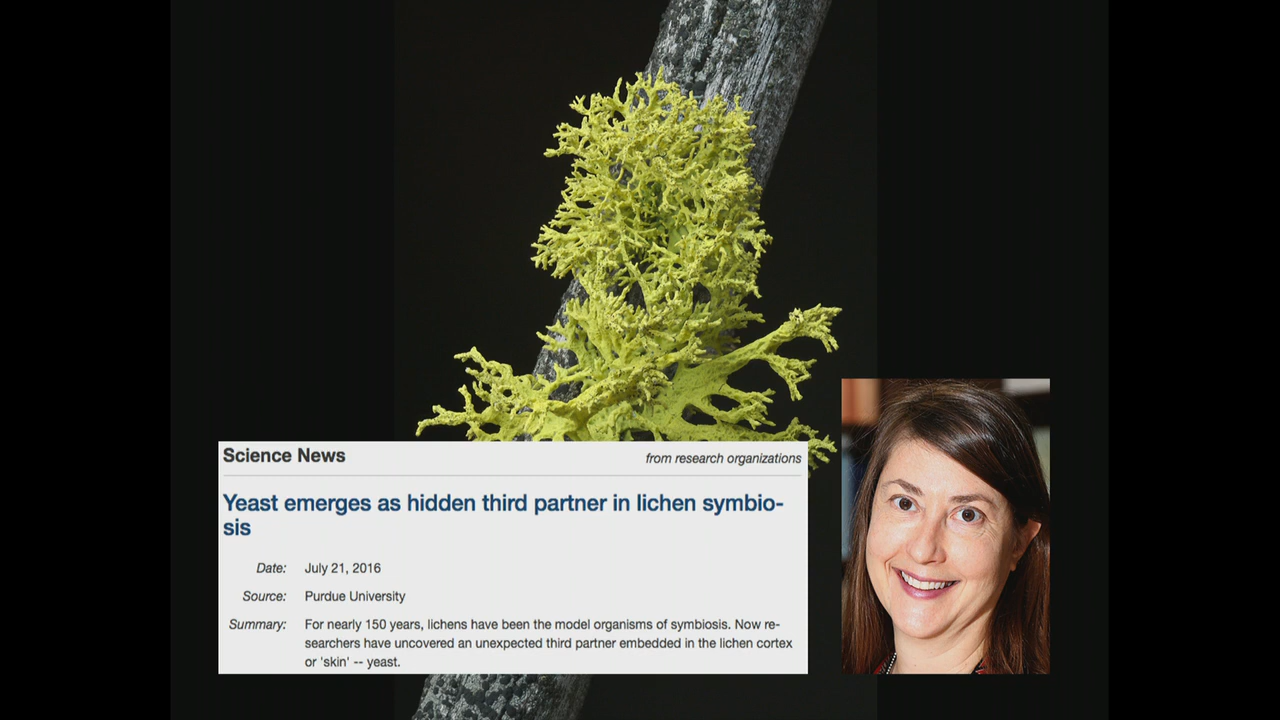 Science News
from research organizations
Yeast emerges as hidden third partner in lichen symbio-
sis
Date: July 21, 2016
Source: Purdue University
Summary: For nearly 150 years, lichens have been the model organisms of symbiosis. Now re-
searchers have uncovered an unexpected third partner embedded in the lichen cortex
or 'skin' -- yeast.